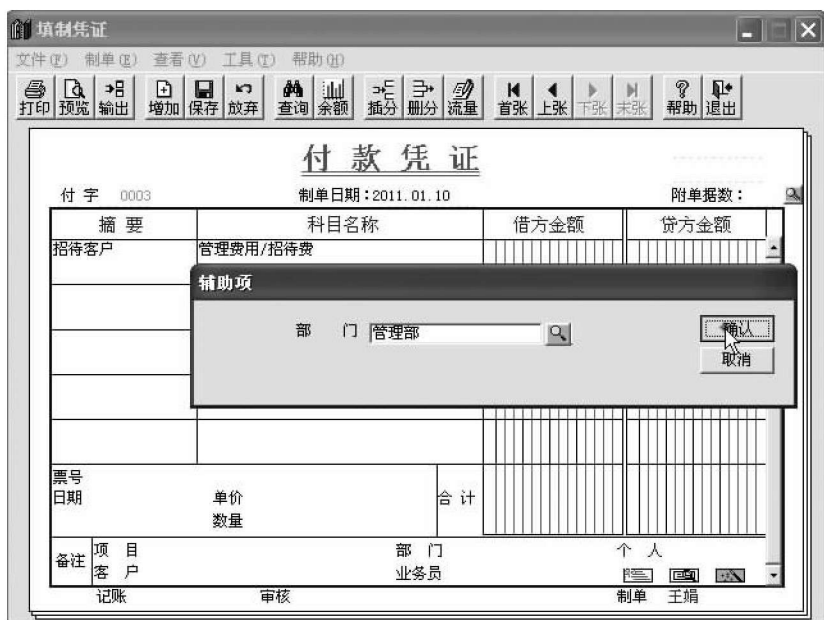 填制凭证
文件(F) 制单(E) 查看(V) 工具(T) 帮助(H)
打印 预览 输出 增加 保存 放弃 查询 余额 插分 删分 流量 首张 上张 下张 末张 帮助 退出
付 款 凭 证
付 字 0003 制单日期:2011.01.10 附单据数:
摘 要 科目名称 借方金额 贷方金额
招待客户 管理费用/招待费
辅助项
部 门 管理部 确认
取消
票号
日期 单价 合 计
数量
备注 项 目 部 门 个 人
客 户 业务员
记账 审核 制单 王娟